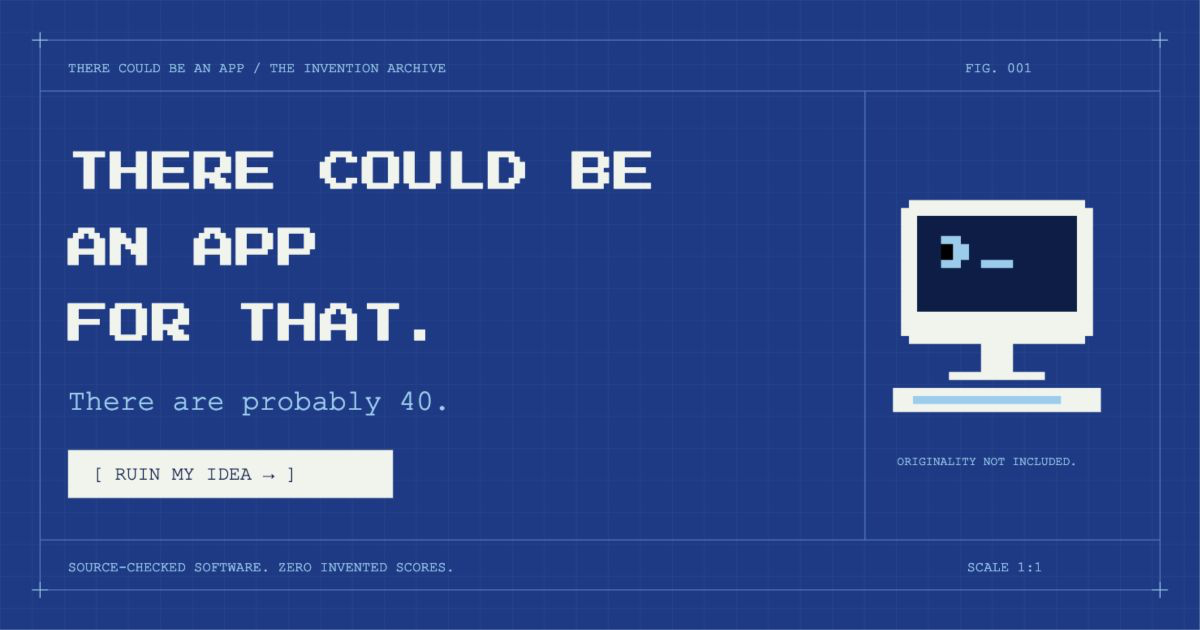 THERE COULD BE AN APP / THE INVENTION ARCHIVE
FIG. 001
THERE COULD BE
AN APP
FOR THAT.
There are probably 40.
[ RUIN MY IDEA → ]
ORIGINALITY NOT INCLUDED.
SOURCE-CHECKED SOFTWARE. ZERO INVENTED SCORES.
SCALE 1:1